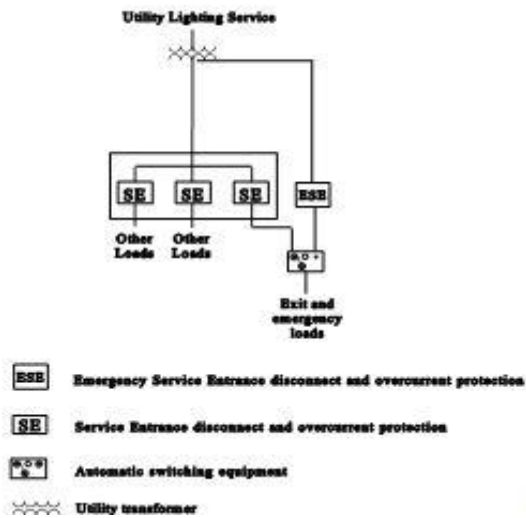 Utility Lighting Service
SE
SE
SE
ESE
Other
Loads
Other
Loads
Exit and
emergency
loads
ESE Emergency Service Entrance disconnect and overcurrent protection
SE Service Entrance disconnect and overcurrent protection
Automatic switching equipment
Utility transformer